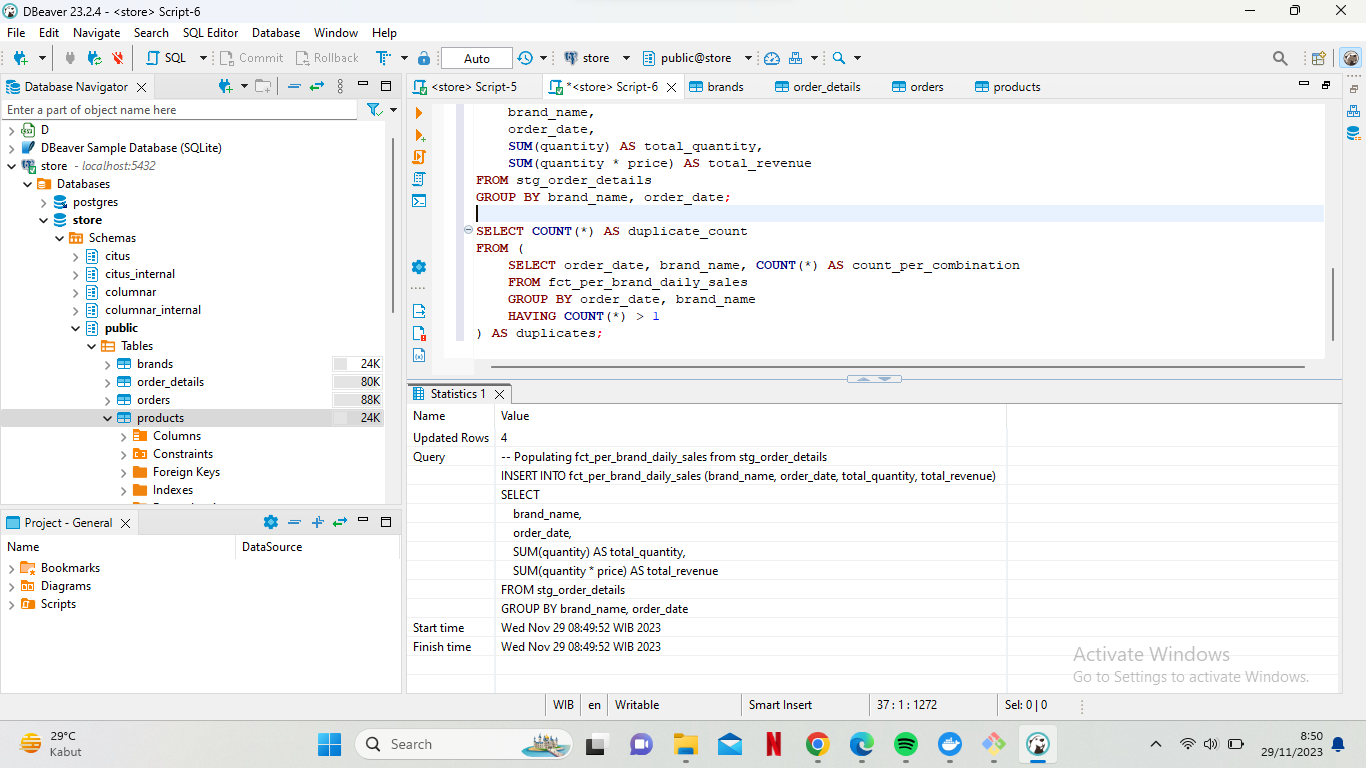 DBeaver 23.2.4 - <store> Script-6
File Edit Navigate Search SQL Editor Database Window Help
SQL Commit Rollback Auto store public@store
Database Navigator
Enter a part of object name here
D
DBeaver Sample Database (SQLite)
store - localhost:5432
Databases
postgres
store
Schemas
citus
citus_internal
columnar
columnar_internal
public
Tables
brands 24K
order_details 80K
orders 88K
products 24K
Columns
Constraints
Foreign Keys
Indexes
Project - General
Name DataSource
Bookmarks
Diagrams
Scripts
<store> Script-5 *<store> Script-6 brands order_details orders products
brand_name,
order_date,
SUM(quantity) AS total_quantity,
SUM(quantity * price) AS total_revenue
FROM stg_order_details
GROUP BY brand_name, order_date;
SELECT COUNT(*) AS duplicate_count
FROM (
SELECT order_date, brand_name, COUNT(*) AS count_per_combination
FROM fct_per_brand_daily_sales
GROUP BY order_date, brand_name
HAVING COUNT(*) > 1
) AS duplicates;
Statistics 1
Name Value
Updated Rows 4
Query -- Populating fct_per_brand_daily_sales from stg_order_details
INSERT INTO fct_per_brand_daily_sales (brand_name, order_date, total_quantity, total_revenue)
SELECT
brand_name,
order_date,
SUM(quantity) AS total_quantity,
SUM(quantity * price) AS total_revenue
FROM stg_order_details
GROUP BY brand_name, order_date
Start time Wed Nov 29 08:49:52 WIB 2023
Finish time Wed Nov 29 08:49:52 WIB 2023
Activate Windows
Go to Settings to activate Windows.
WIB en Writable Smart Insert 37 : 1 : 1272 Sel: 0 | 0
29°C
Kabut
Search
8:50
29/11/2023